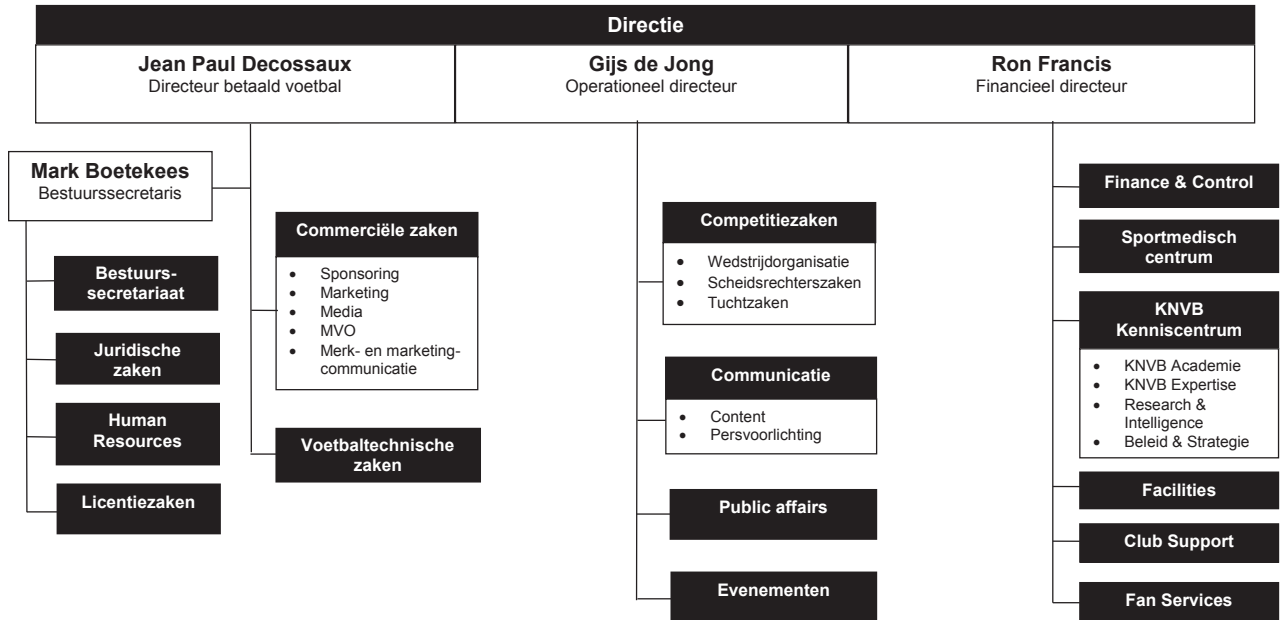 Directie
Jean Paul Decossaux
Directeur betaald voetbal
Gijs de Jong
Operationeel directeur
Ron Francis
Financieel directeur
Mark Boetekees
Bestuurssecretaris
Bestuurs-
secretariaat
Juridische
zaken
Human
Resources
Licentiezaken
Commerciële zaken
• Sponsoring
• Marketing
• Media
• MVO
• Merk- en marketing-
communicatie
Voetbaltechnische
zaken
Competitiezaken
• Wedstrijdorganisatie
• Scheidsrechterszaken
• Tuchtzaken
Communicatie
• Content
• Persvoorlichting
Public affairs
Evenementen
Finance & Control
Sportmedisch
centrum
KNVB
Kenniscentrum
• KNVB Academie
• KNVB Expertise
• Research &
Intelligence
• Beleid & Strategie
Facilities
Club Support
Fan Services